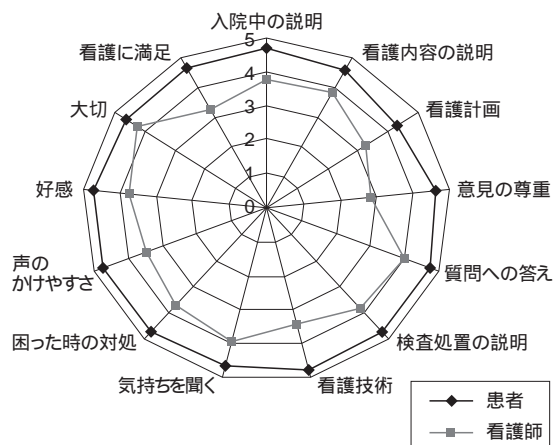 入院中の説明
看護内容の説明
看護計画
意見の尊重
質問への答え
検査処置の説明
看護技術
気持ちを聞く
困った時の対処
声の
かけやすさ
好感
大切
看護に満足
5
4
3
2
1
0
患者
看護師